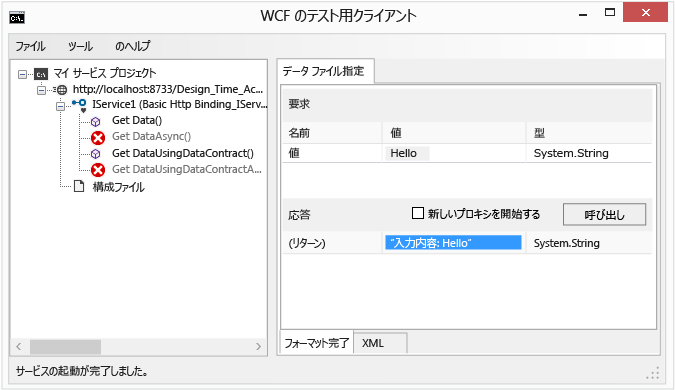 WCF のテスト用クライアント
ファイル ツール のヘルプ
マイ サービス プロジェクト
http://localhost:8733/Design_Time_Ac...
IService1 (Basic Http Binding_IServ...
Get Data()
Get DataAsync()
Get DataUsingDataContract()
Get DataUsingDataContractA...
構成ファイル
データ ファイル指定
要求
名前 値 型
値 Hello System.String
応答 新しいプロキシを開始する 呼び出し
(リターン) "入力内容: Hello" System.String
フォーマット完了 XML
サービスの起動が完了しました。